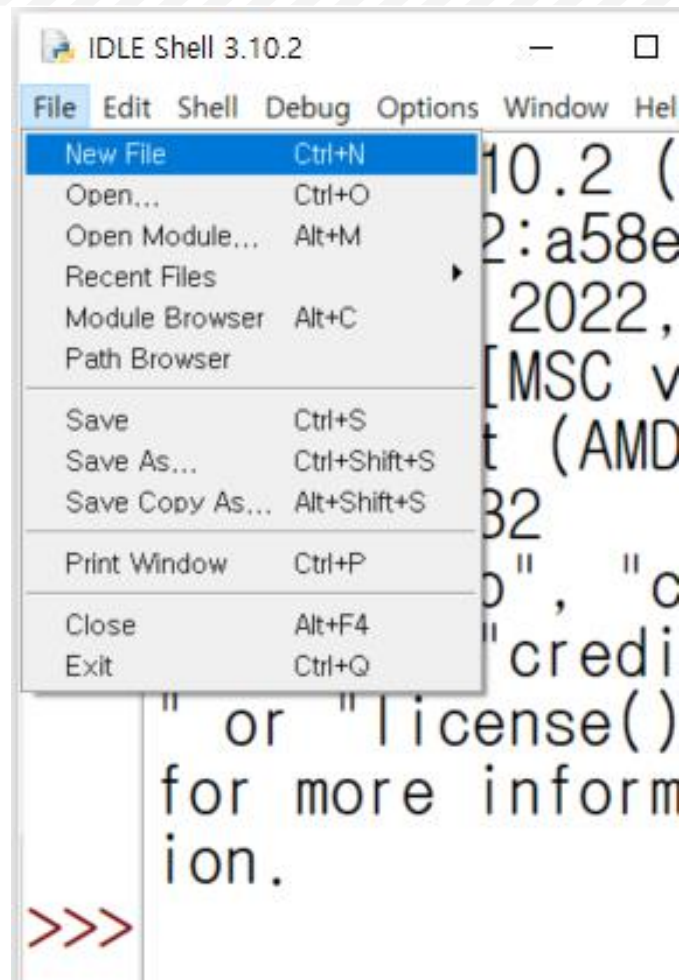 IDLE Shell 3.10.2
File Edit Shell Debug Options Window Hel
New File Ctrl+N
Open... Ctrl+O
Open Module... Alt+M
Recent Files
Module Browser Alt+C
Path Browser
Save Ctrl+S
Save As... Ctrl+Shift+S
Save Copy As... Alt+Shift+S
Print Window Ctrl+P
Close Alt+F4
Exit Ctrl+Q
10.2 (
2:a58e
2022,
[MSC v
t (AMD
32
p", "c
"credi
" or "license()
for more inform
ion.
>>>